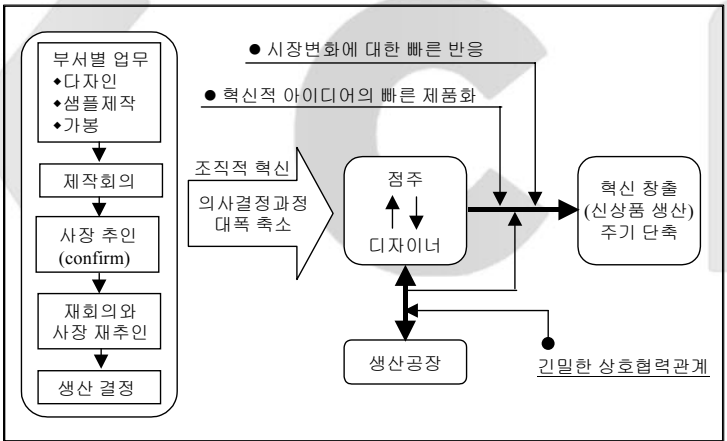 부서별 업무
◆다자인
◆샘플제작
◆가봉
제작회의
사장 추인
(confirm)
재회의와
사장 재추인
생산 결정
조직적 혁신
의사결정과정
대폭 축소
● 시장변화에 대한 빠른 반응
● 혁신적 아이디어의 빠른 제품화
점주
디자이너
생산공장
혁신 창출
(신상품 생산)
주기 단축
긴밀한 상호협력관계